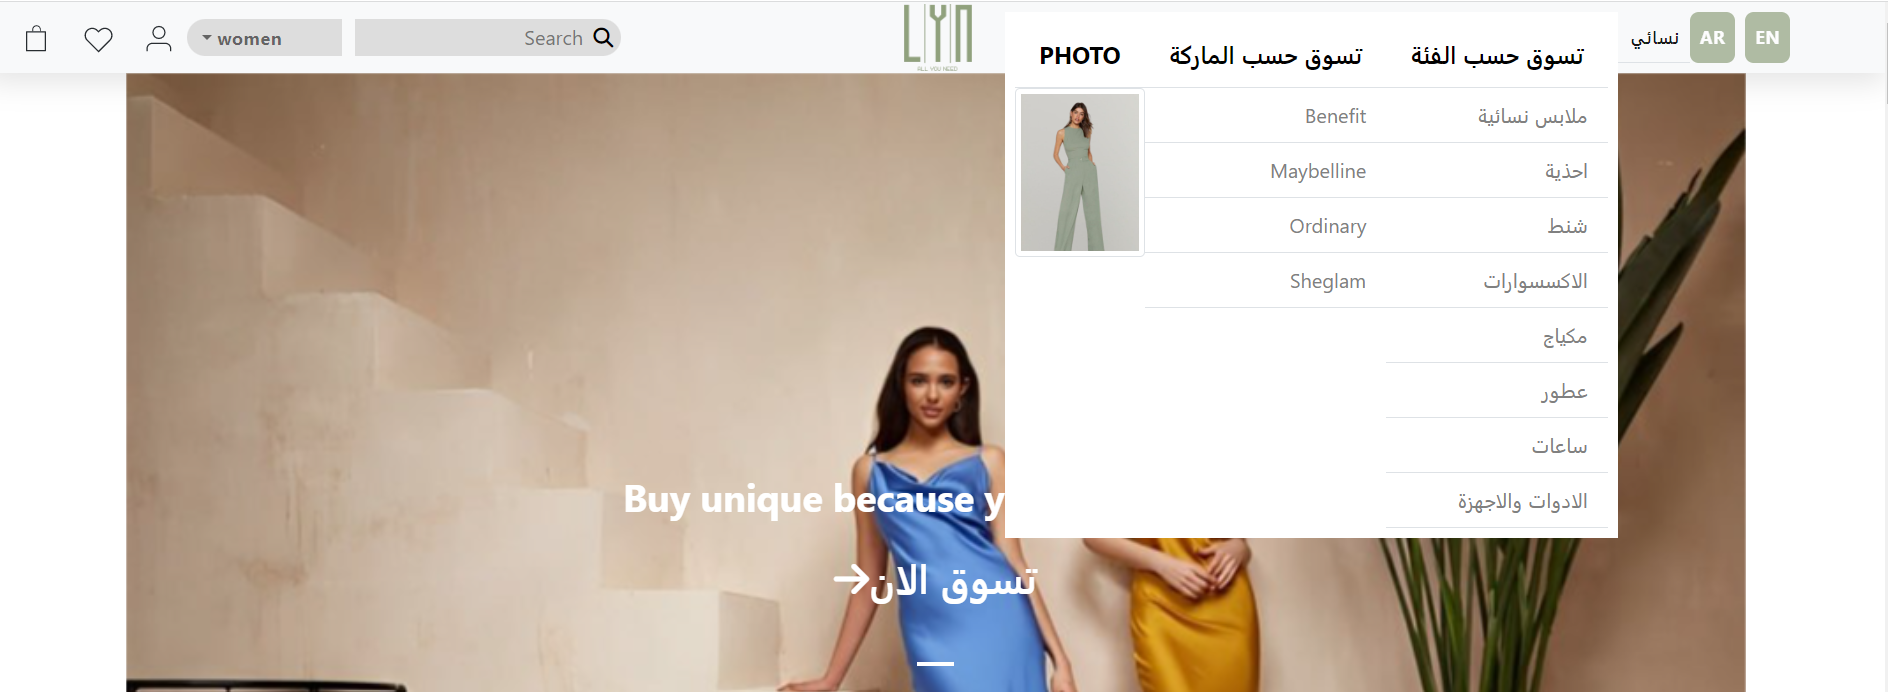 EN
AR
نسائي
LYN
ALL YOU NEED
Search
women
تسوق حسب الفئة
ملابس نسائية
احذية
شنط
الاكسسوارات
مكياج
عطور
ساعات
الادوات والاجهزة
تسوق حسب الماركة
Benefit
Maybelline
Ordinary
Sheglam
PHOTO
Buy unique because y
تسوق الان→